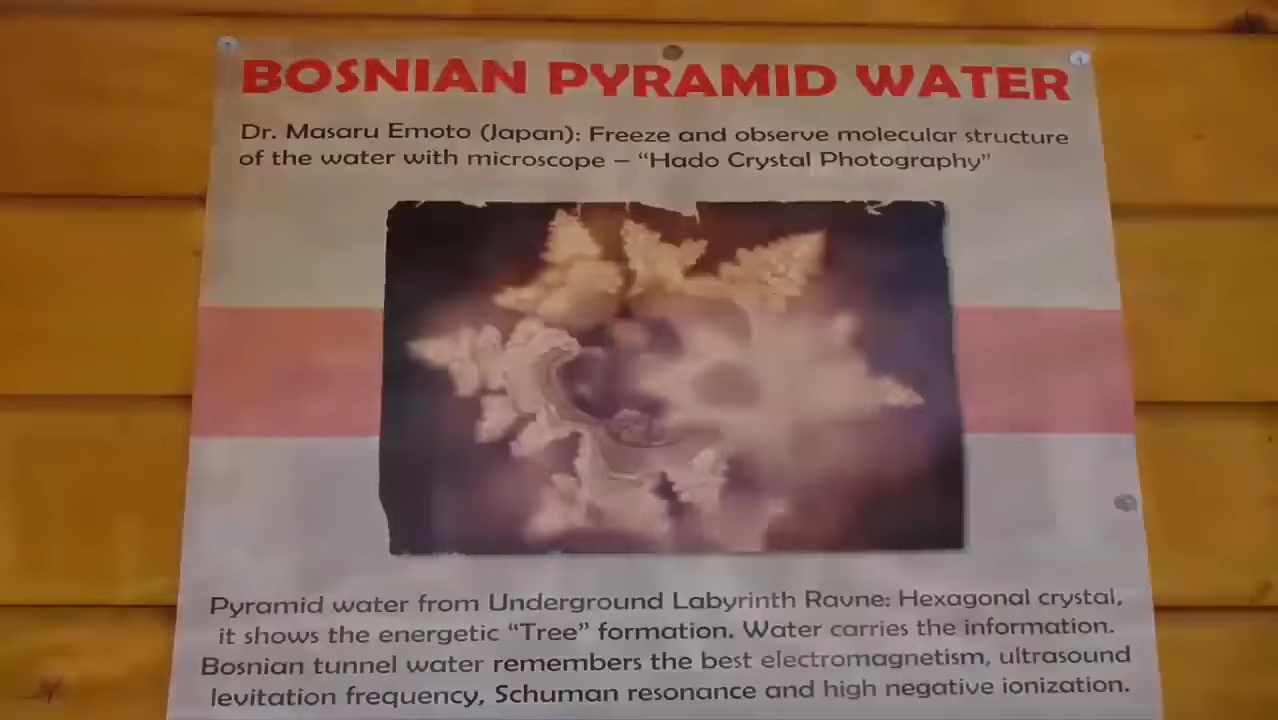 BOSNIAN PYRAMID WATER
Dr. Masaru Emoto (Japan): Freeze and observe molecular structure
of the water with microscope – “Hado Crystal Photography”
Pyramid water from Underground Labyrinth Ravne: Hexagonal crystal,
it shows the energetic “Tree” formation. Water carries the information.
Bosnian tunnel water remembers the best electromagnetism, ultrasound
levitation frequency, Schuman resonance and high negative ionization.